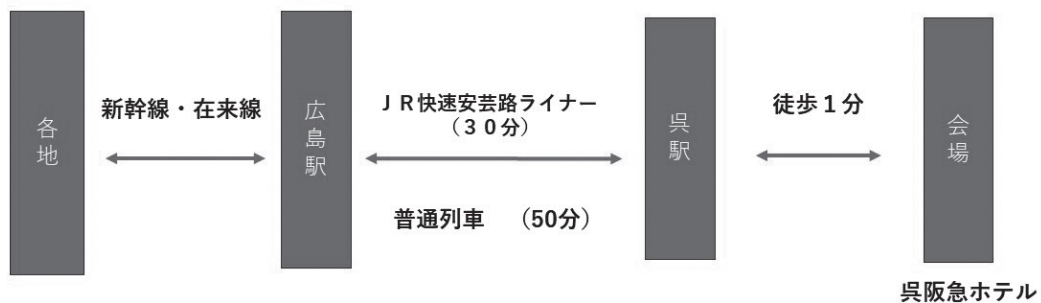 各地
新幹線・在来線
広島駅
ＪＲ快速安芸路ライナー
（３０分）
普通列車　（50分）
呉駅
徒歩１分
会場
呉阪急ホテル